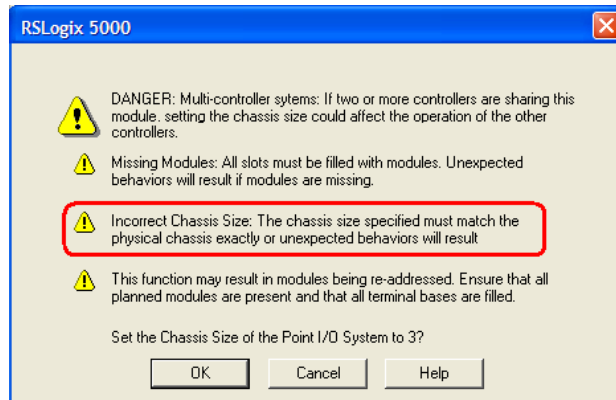 RSLogix 5000
DANGER: Multi-controller sytems: If two or more controllers are sharing this
module. setting the chassis size could affect the operation of the other
controllers.
Missing Modules: All slots must be filled with modules. Unexpected
behaviors will result if modules are missing.
Incorrect Chassis Size: The chassis size specified must match the
physical chassis exactly or unexpected behaviors will result
This function may result in modules being re-addressed. Ensure that all
planned modules are present and that all terminal bases are filled.
Set the Chassis Size of the Point I/O System to 3?
OK
Cancel
Help